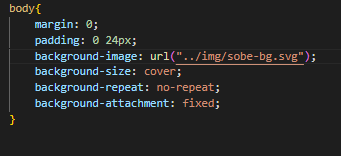 body{
margin: 0;
padding: 0 24px;
background-image: url("../img/sobe-bg.svg");
background-size: cover;
background-repeat: no-repeat;
background-attachment: fixed;
}